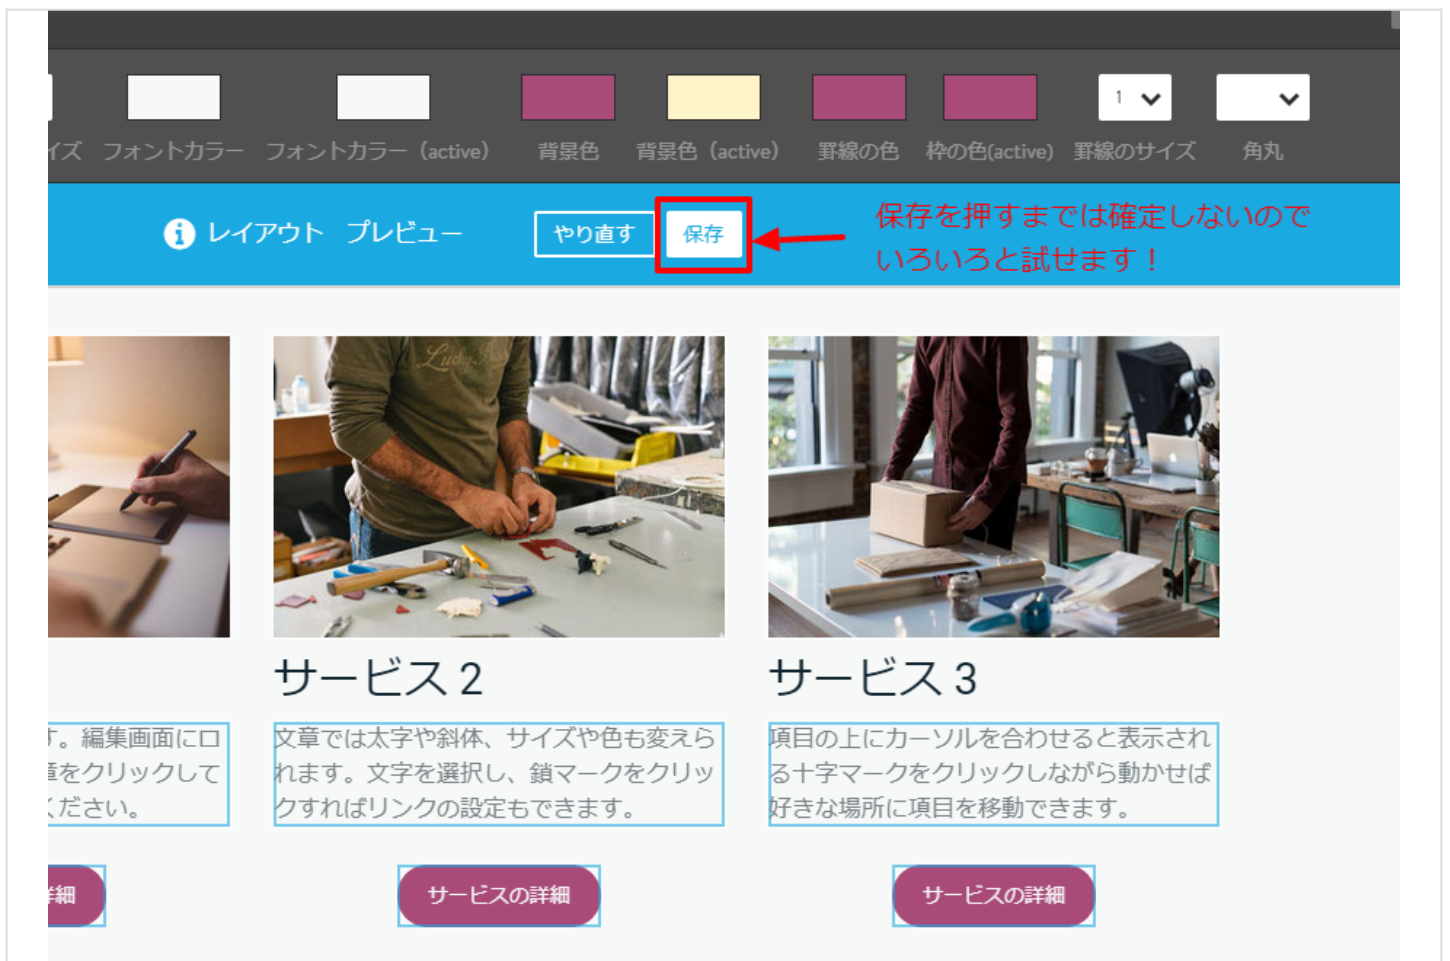 1
イズ フォントカラー フォントカラー（active） 背景色 背景色（active） 罫線の色 枠の色(active) 罫線のサイズ 角丸
レイアウト プレビュー やり直す 保存
保存を押すまでは確定しないので
いろいろと試せます！
サービス 2
サービス 3
す。編集画面にロ
章をクリックして
ください。
文章では太字や斜体、サイズや色も変えら
れます。文字を選択し、鎖マークをクリッ
クすればリンクの設定もできます。
項目の上にカーソルを合わせると表示され
る十字マークをクリックしながら動かせば
好きな場所に項目を移動できます。
詳細
サービスの詳細
サービスの詳細